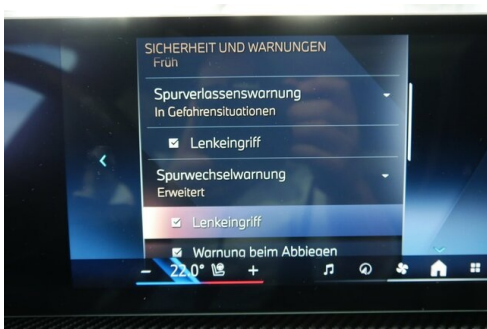 SICHERHEIT UND WARNUNGEN
Früh
Spurverlassenswarnung
In Gefahrensituationen
Lenkeingriff
Spurwechselwarnung
Erweitert
Lenkeingriff
Warnung beim Abbiegen
- 22.0° +